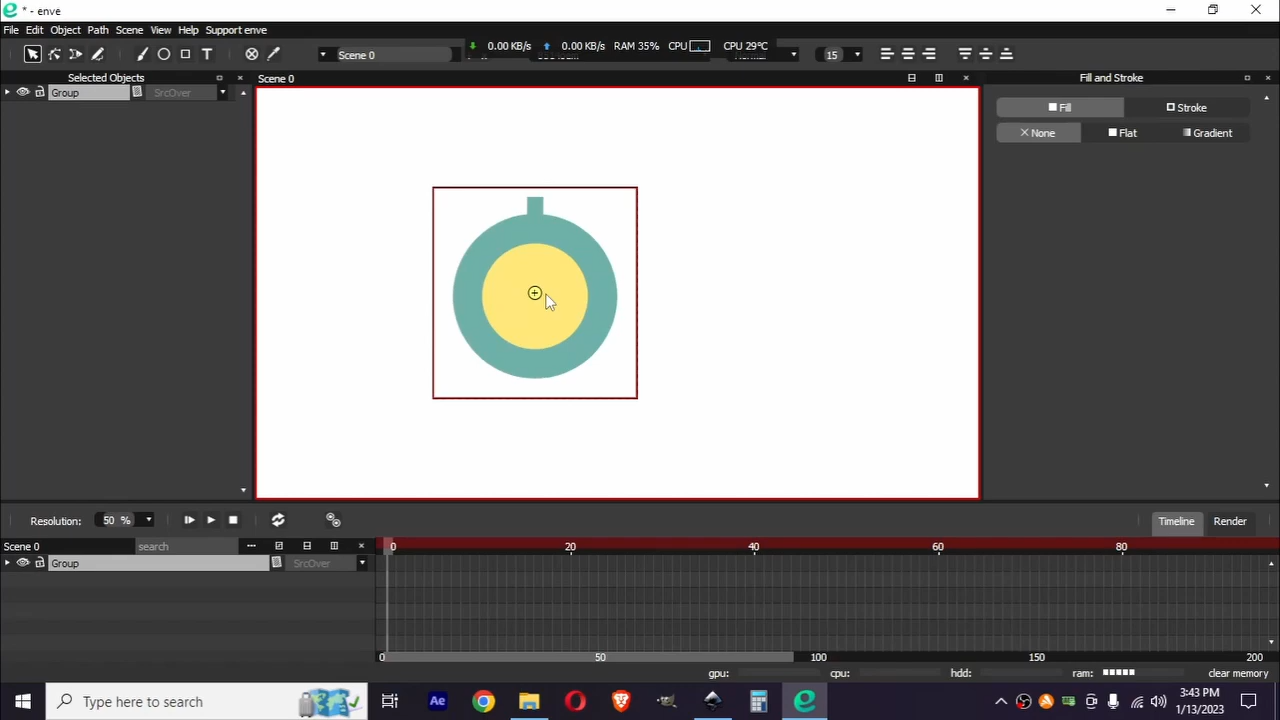 * - enve
File Edit Object Path Scene View Help Support enve
Scene 0 0.00 KB/s 0.00 KB/s RAM 35% CPU CPU 29°C 15
Selected Objects
Group SrcOver
Scene 0
Fill and Stroke
Fill Stroke
None Flat Gradient
Resolution: 50 % Timeline Render
Scene 0 search ... 0 20 40 60 80
Group SrcOver
0 50 100 150 200
gpu: cpu: hdd: ram: clear memory
Type here to search Ae 3:43 PM
1/13/2023